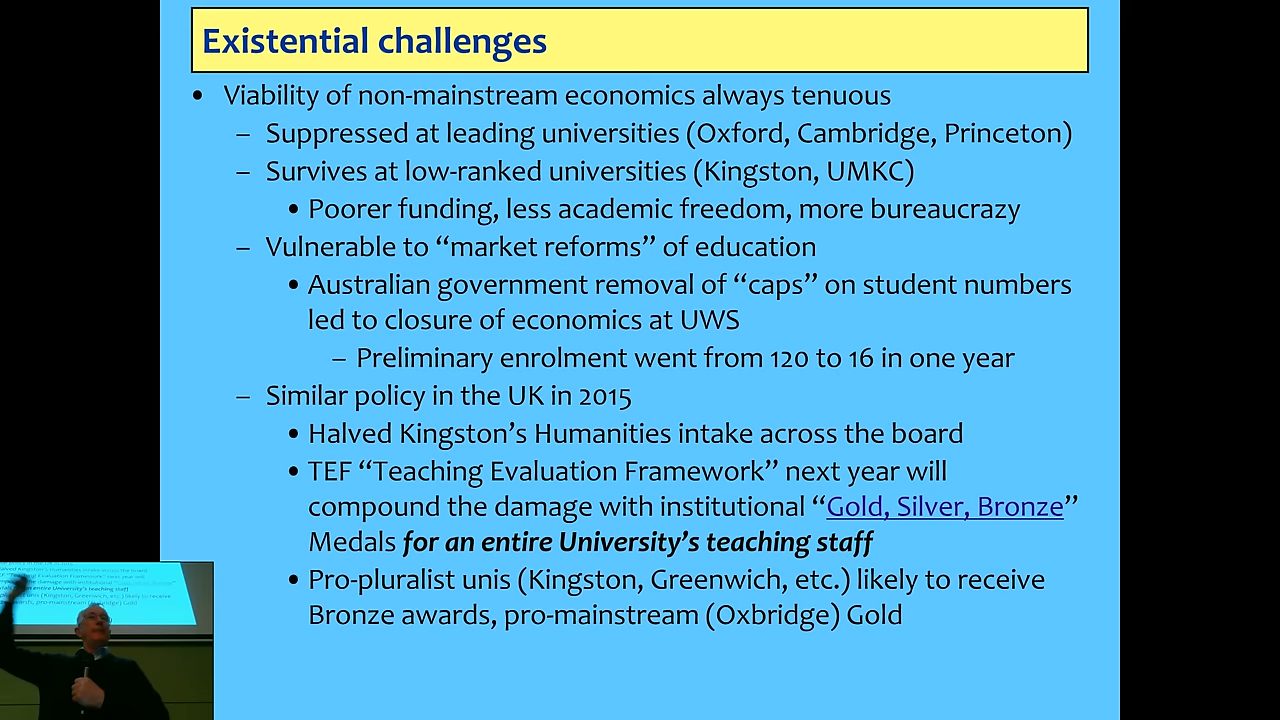 Existential challenges
• Viability of non-mainstream economics always tenuous
– Suppressed at leading universities (Oxford, Cambridge, Princeton)
– Survives at low-ranked universities (Kingston, UMKC)
• Poorer funding, less academic freedom, more bureaucrazy
– Vulnerable to “market reforms” of education
• Australian government removal of “caps” on student numbers
led to closure of economics at UWS
– Preliminary enrolment went from 120 to 16 in one year
– Similar policy in the UK in 2015
• Halved Kingston’s Humanities intake across the board
• TEF “Teaching Evaluation Framework” next year will
compound the damage with institutional “Gold, Silver, Bronze”
Medals for an entire University’s teaching staff
• Pro-pluralist unis (Kingston, Greenwich, etc.) likely to receive
Bronze awards, pro-mainstream (Oxbridge) Gold